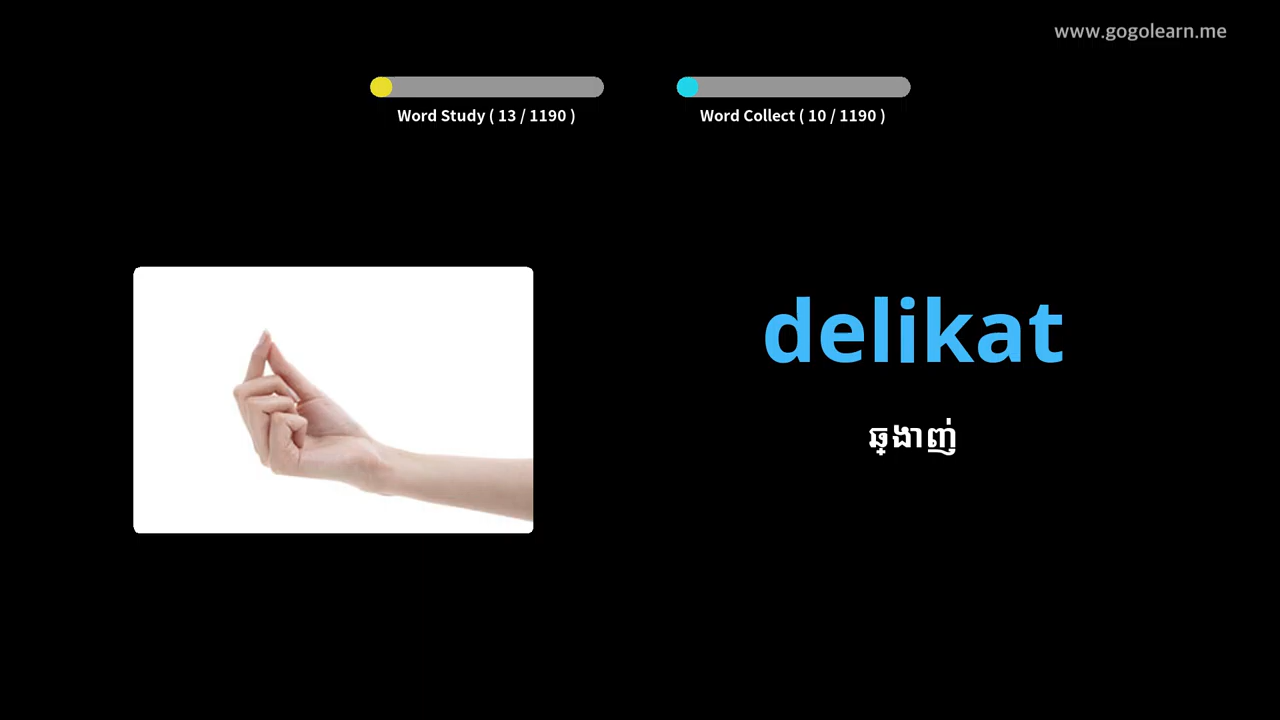 www.gogolearn.me
Word Study ( 13 / 1190 )
Word Collect ( 10 / 1190 )
delikat
ឆ្ងាញ់